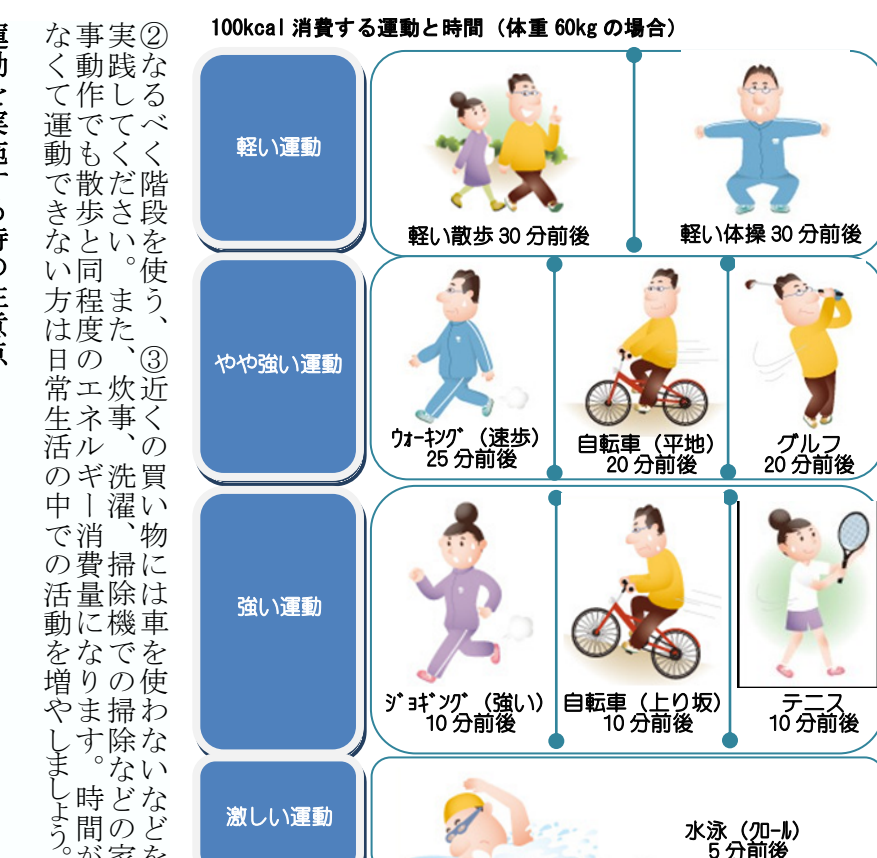 100kcal 消費する運動と時間（体重 60kg の場合）
軽い運動
軽い散歩 30 分前後
軽い体操 30 分前後
やや強い運動
ｳｫｰｷﾝｸﾞ（速歩）
25 分前後
自転車（平地）
20 分前後
グルフ
20 分前後
強い運動
ｼﾞｮｷﾞﾝｸﾞ（強い）
10 分前後
自転車（上り坂）
10 分前後
テニス
10 分前後
激しい運動
水泳（ｸﾛｰﾙ）
5 分前後
②なるべく階段を使う、③近くの買い物には車を使わないなどを
実践してください。また、炊事、洗濯、掃除機での掃除などの家
事動作でも散歩と同程度のエネルギー消費量になります。時間が
なくて運動できない方は日常生活の中での活動を増やしましょう。